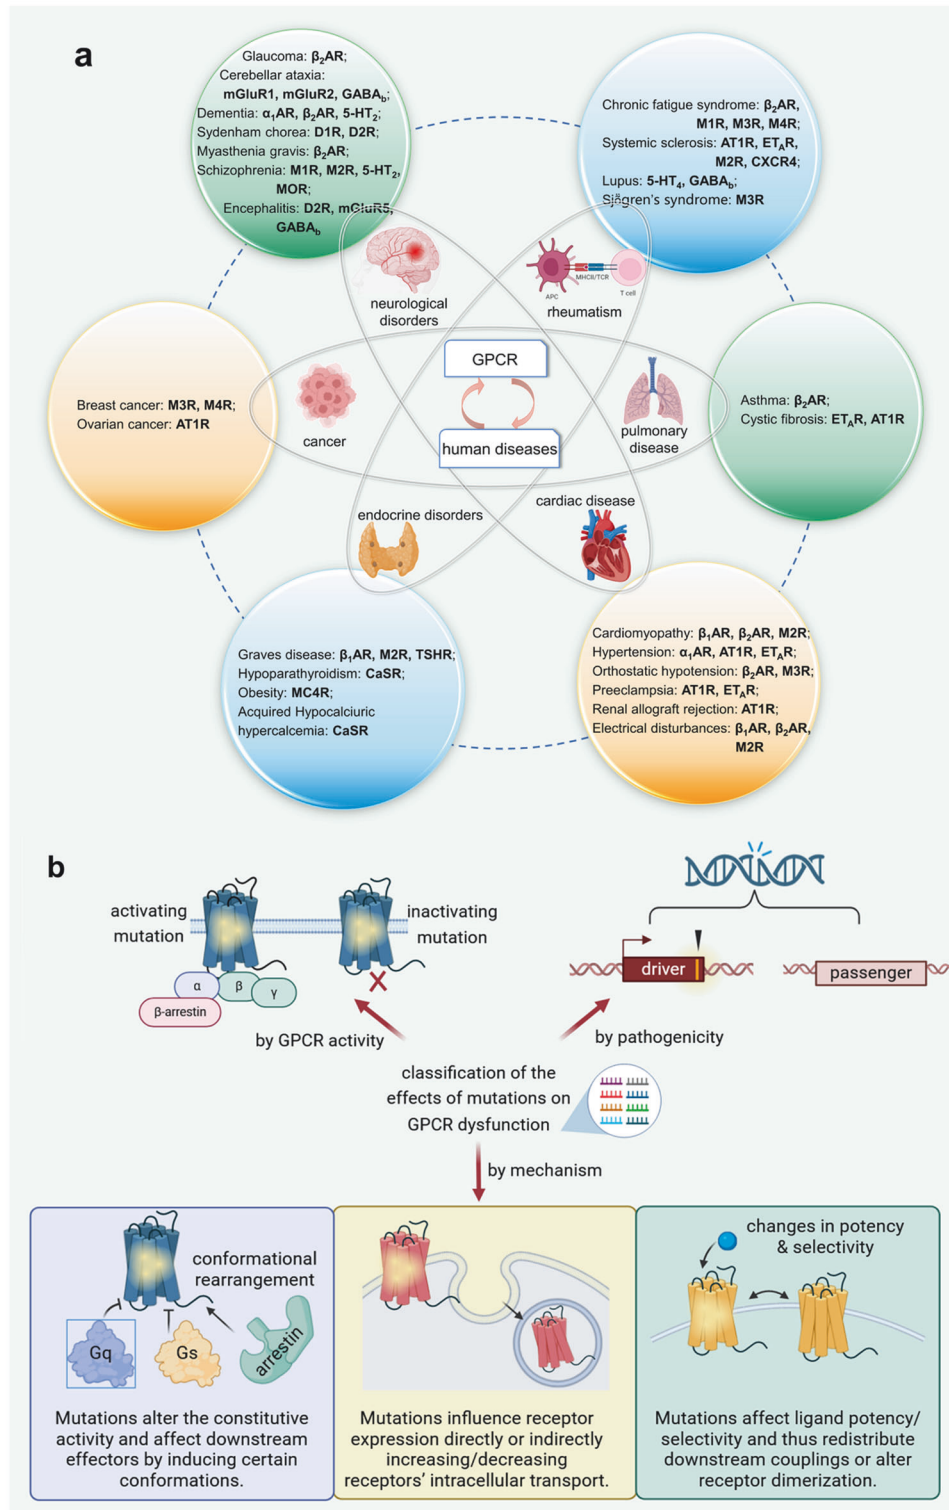 a
Glaucoma: β₂AR;
Cerebellar ataxia:
mGluR1, mGluR2, GABAb;
Dementia: α₁AR, β₂AR, 5-HT₂;
Sydenham chorea: D1R, D2R;
Myasthenia gravis: β₂AR;
Schizophrenia: M1R, M2R, 5-HT₂,
MOR;
Encephalitis: D2R, mGluR5,
GABAb
Chronic fatigue syndrome: β₂AR,
M1R, M3R, M4R;
Systemic sclerosis: AT1R, ETAR,
M2R, CXCR4;
Lupus: 5-HT₄, GABAb;
Sjögren's syndrome: M3R
neurological
disorders
MHCII/TCR
APC
T cell
rheumatism
Breast cancer: M3R, M4R;
Ovarian cancer: AT1R
cancer
GPCR
human diseases
pulmonary
disease
Asthma: β₂AR;
Cystic fibrosis: ETAR, AT1R
endocrine disorders
cardiac disease
Graves disease: β₁AR, M2R, TSHR;
Hypoparathyroidism: CaSR;
Obesity: MC4R;
Acquired Hypocalciuric
hypercalcemia: CaSR
Cardiomyopathy: β₁AR, β₂AR, M2R;
Hypertension: α₁AR, AT1R, ETAR;
Orthostatic hypotension: β₂AR, M3R;
Preeclampsia: AT1R, ETAR;
Renal allograft rejection: AT1R;
Electrical disturbances: β₁AR, β₂AR,
M2R
b
activating
mutation
inactivating
mutation
α
β
γ
β-arrestin
by GPCR activity
driver
passenger
by pathogenicity
classification of the
effects of mutations on
GPCR dysfunction
by mechanism
conformational
rearrangement
Gq
Gs
arrestin
Mutations alter the constitutive
activity and affect downstream
effectors by inducing certain
conformations.
Mutations influence receptor
expression directly or indirectly
increasing/decreasing
receptors' intracellular transport.
changes in potency
& selectivity
Mutations affect ligand potency/
selectivity and thus redistribute
downstream couplings or alter
receptor dimerization.